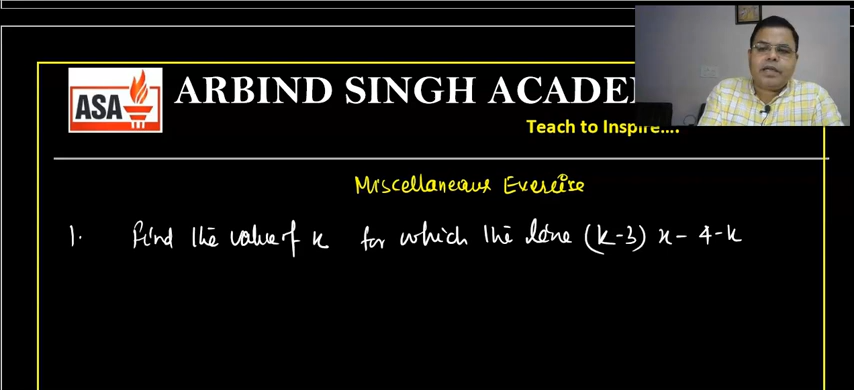 ASA
ARBIND SINGH ACADEM
Teach to Inspire....
Miscellaneous Exercise
1. Find the value of k for which the line (k-3) x - 4-k